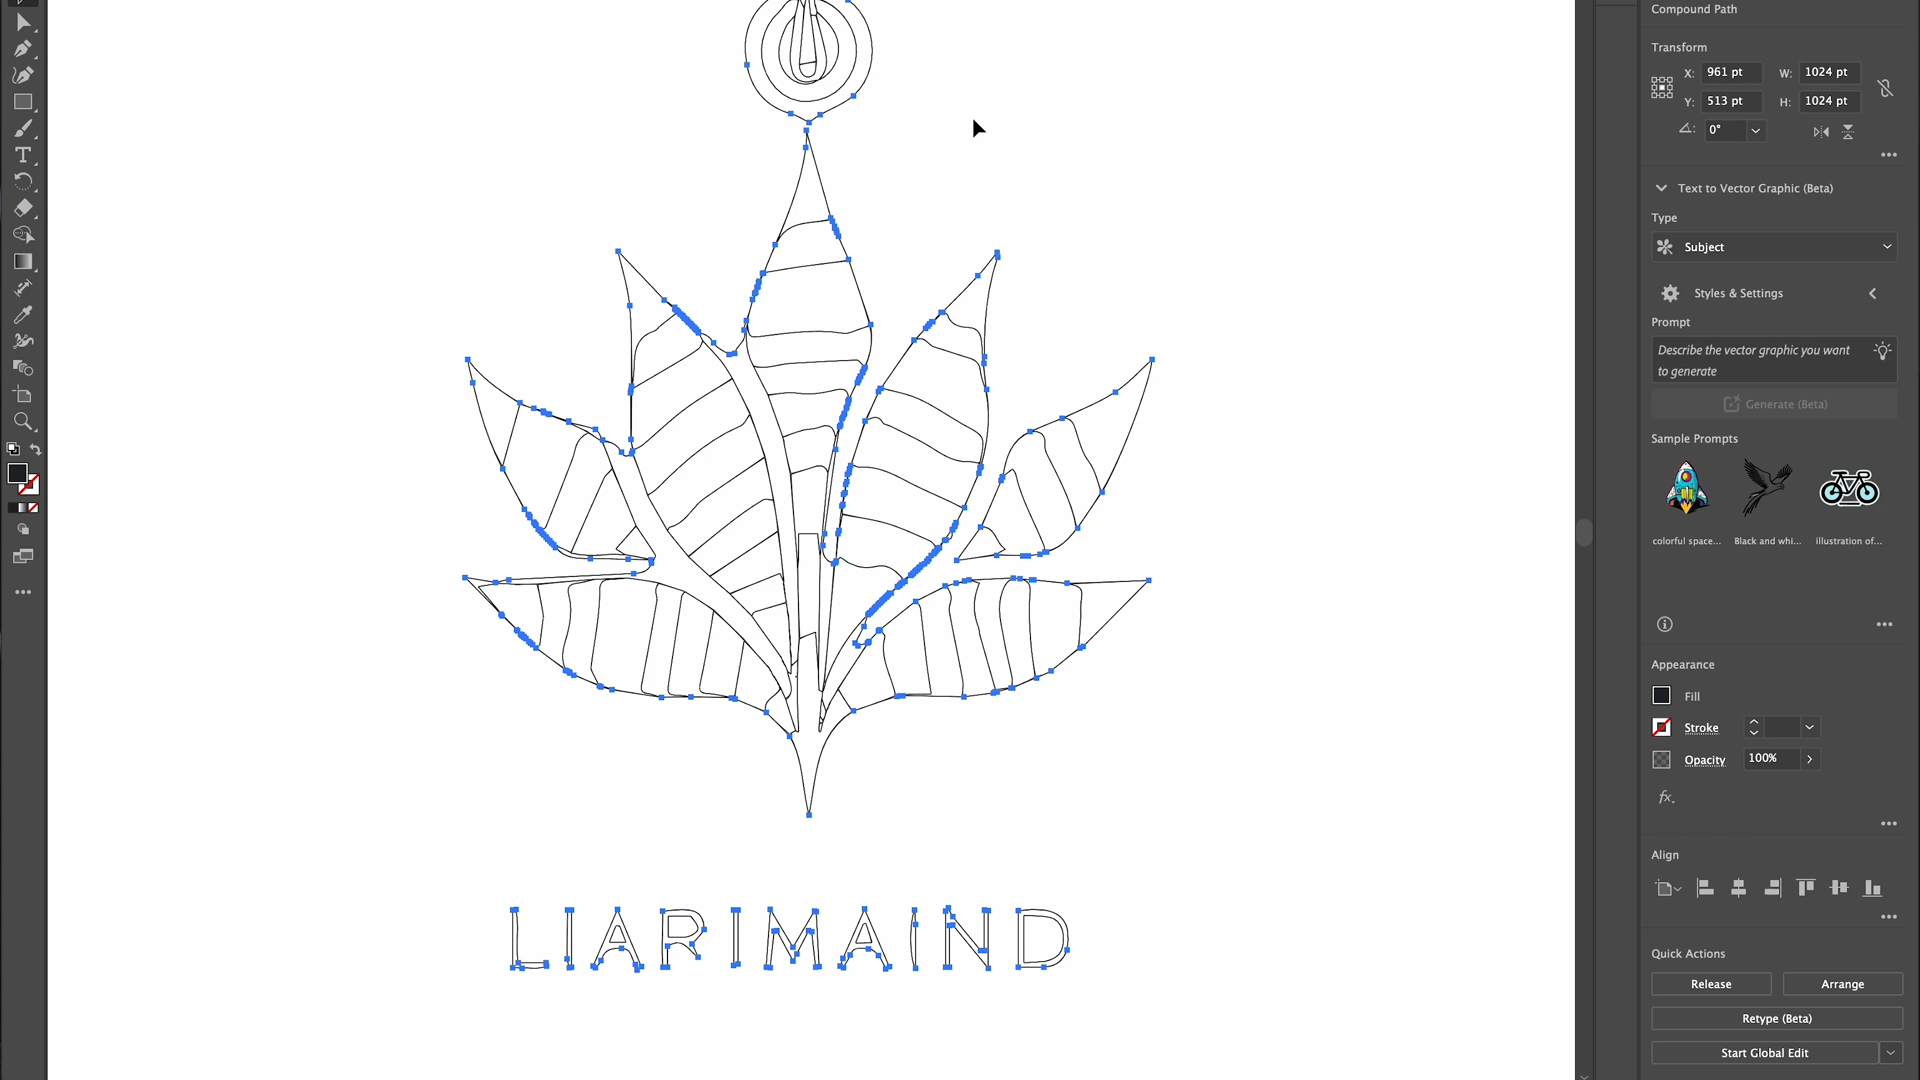 Compound Path
Transform
X: 961 pt W: 1024 pt
Y: 513 pt H: 1024 pt
0°
Text to Vector Graphic (Beta)
Type
Subject
Styles & Settings
Prompt
Describe the vector graphic you want
to generate
Generate (Beta)
Sample Prompts
colorful space... Black and whi... illustration of...
Appearance
Fill
Stroke
Opacity 100%
fx.
Align
Quick Actions
Release Arrange
Retype (Beta)
Start Global Edit
LIARIMAIND